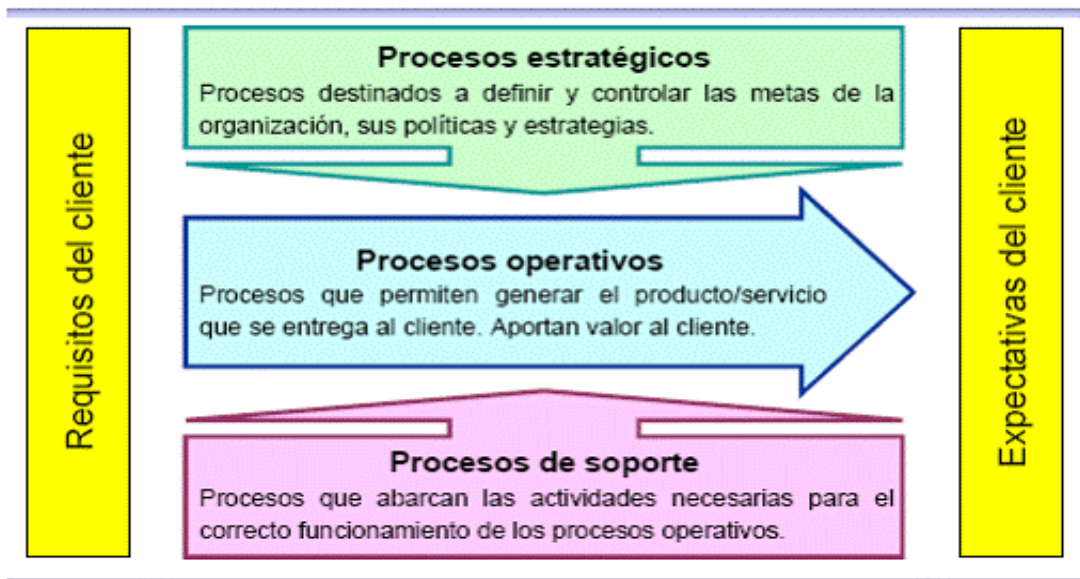 Requisitos del cliente
Procesos estratégicos
Procesos destinados a definir y controlar las metas de la
organización, sus políticas y estrategias.
Procesos operativos
Procesos que permiten generar el producto/servicio
que se entrega al cliente. Aportan valor al cliente.
Procesos de soporte
Procesos que abarcan las actividades necesarias para el
correcto funcionamiento de los procesos operativos.
Expectativas del cliente